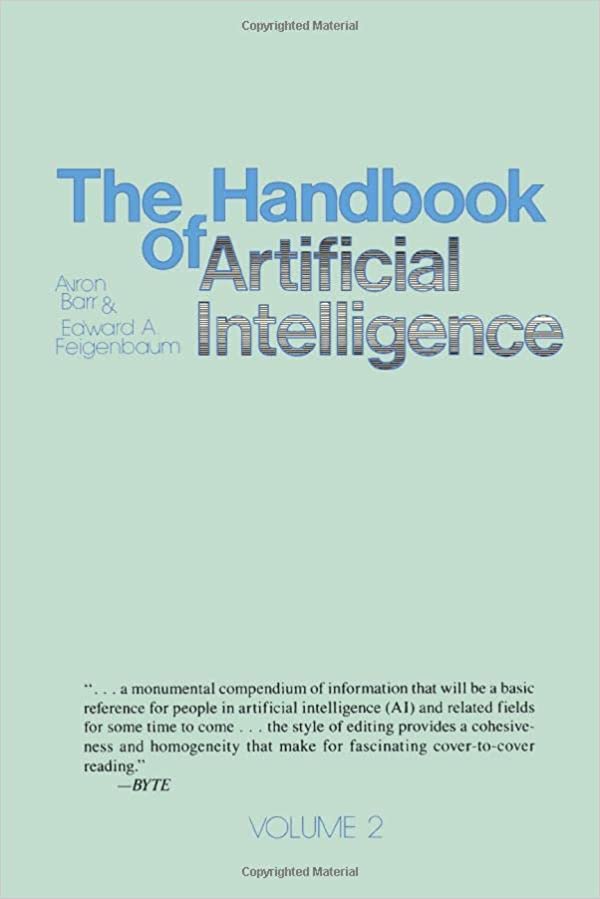 Copyrighted Material
The Handbook
of Artificial
Intelligence
Avron
Barr &
Edward A.
Feigenbaum
“. . . a monumental compendium of information that will be a basic
reference for people in artificial intelligence (AI) and related fields
for some time to come . . . the style of editing provides a cohesive-
ness and homogeneity that make for fascinating cover-to-cover
reading.”
—BYTE
VOLUME 2
Copyrighted Material